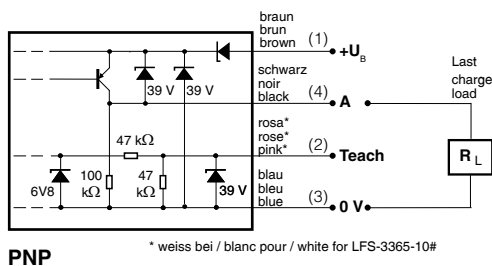 braun
brun
brown
(1)
+UB
39 V
39 V
schwarz
noir
black
(4)
A
Last
charge
load
RL
rosa*
rose*
pink*
(2)
Teach
47 kΩ
6V8
100
kΩ
47
kΩ
39 V
blau
bleu
blue
(3)
0 V
* weiss bei / blanc pour / white for LFS-3365-10#
PNP